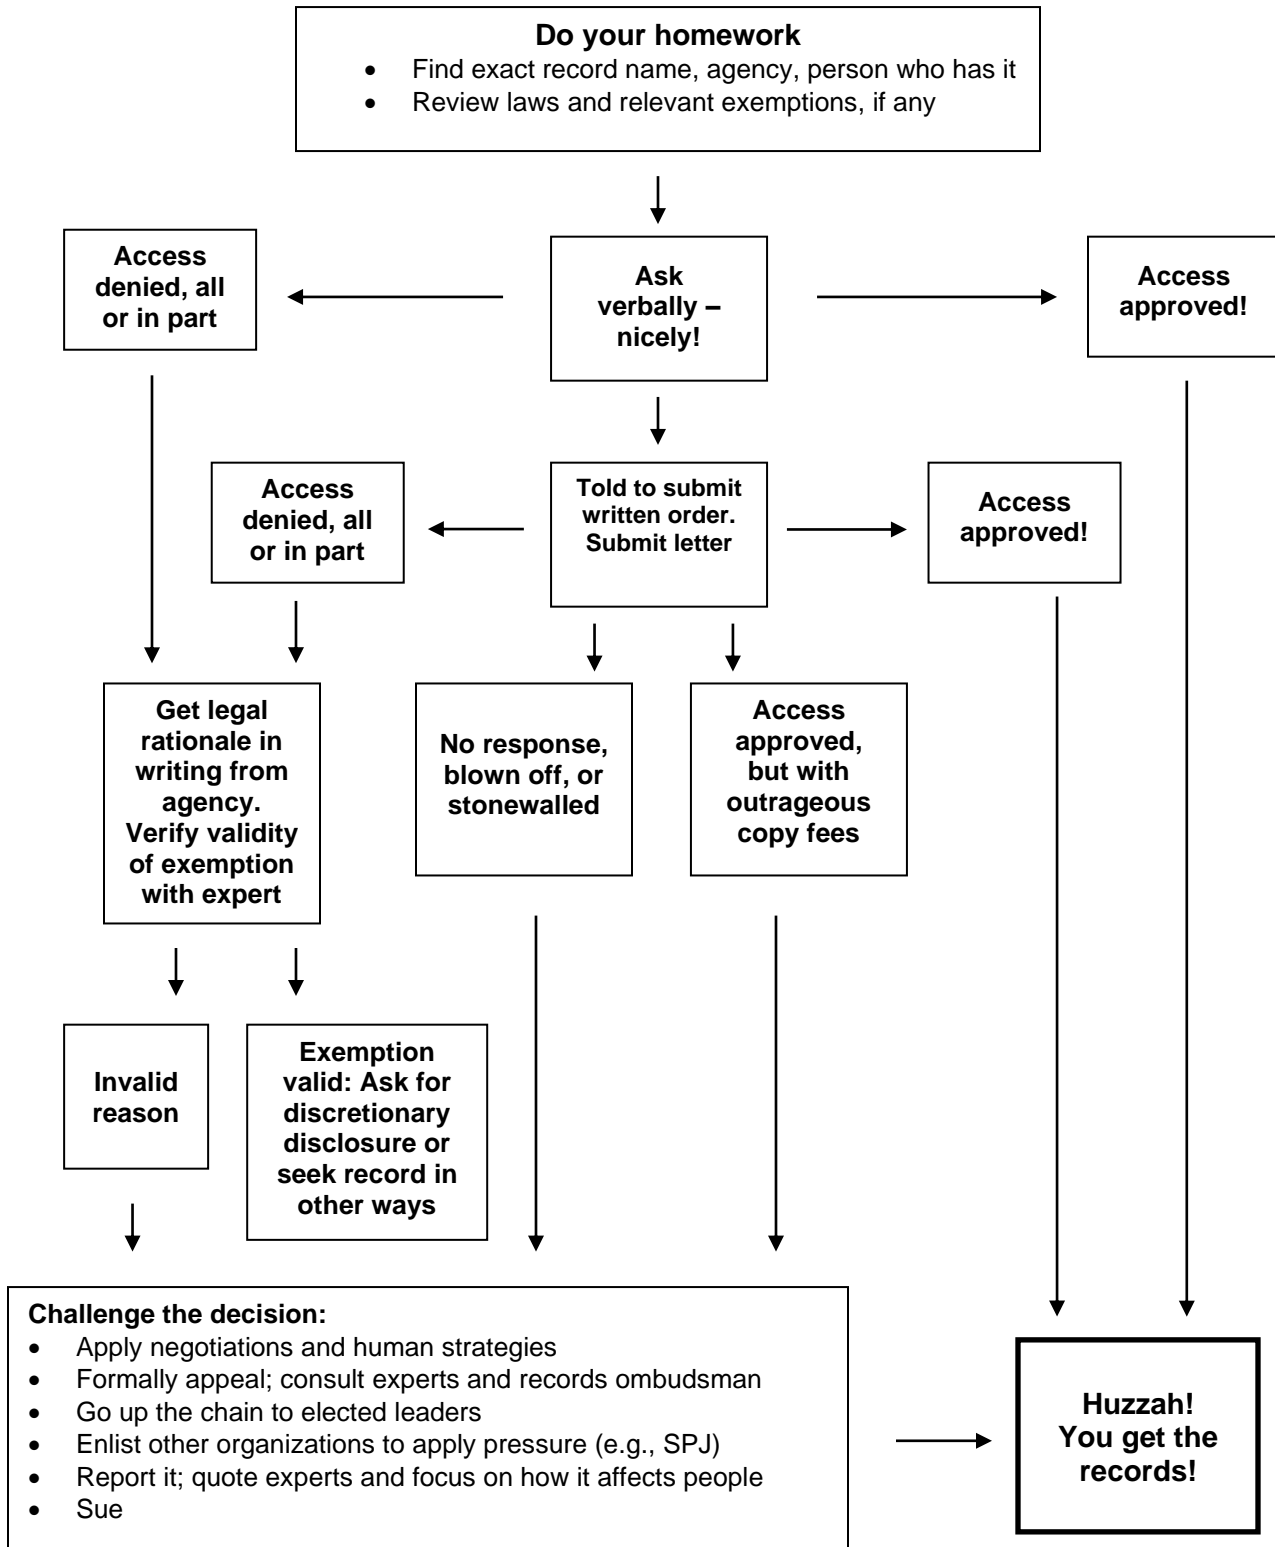 Do your homework
• Find exact record name, agency, person who has it
• Review laws and relevant exemptions, if any
Access
denied, all
or in part
Ask
verbally –
nicely!
Access
approved!
Access
denied, all
or in part
Told to submit
written order.
Submit letter
Access
approved!
Get legal
rationale in
writing from
agency.
Verify validity
of exemption
with expert
No response,
blown off, or
stonewalled
Access
approved,
but with
outrageous
copy fees
Invalid
reason
Exemption
valid: Ask for
discretionary
disclosure or
seek record in
other ways
Challenge the decision:
• Apply negotiations and human strategies
• Formally appeal; consult experts and records ombudsman
• Go up the chain to elected leaders
• Enlist other organizations to apply pressure (e.g., SPJ)
• Report it; quote experts and focus on how it affects people
• Sue
Huzzah!
You get the
records!